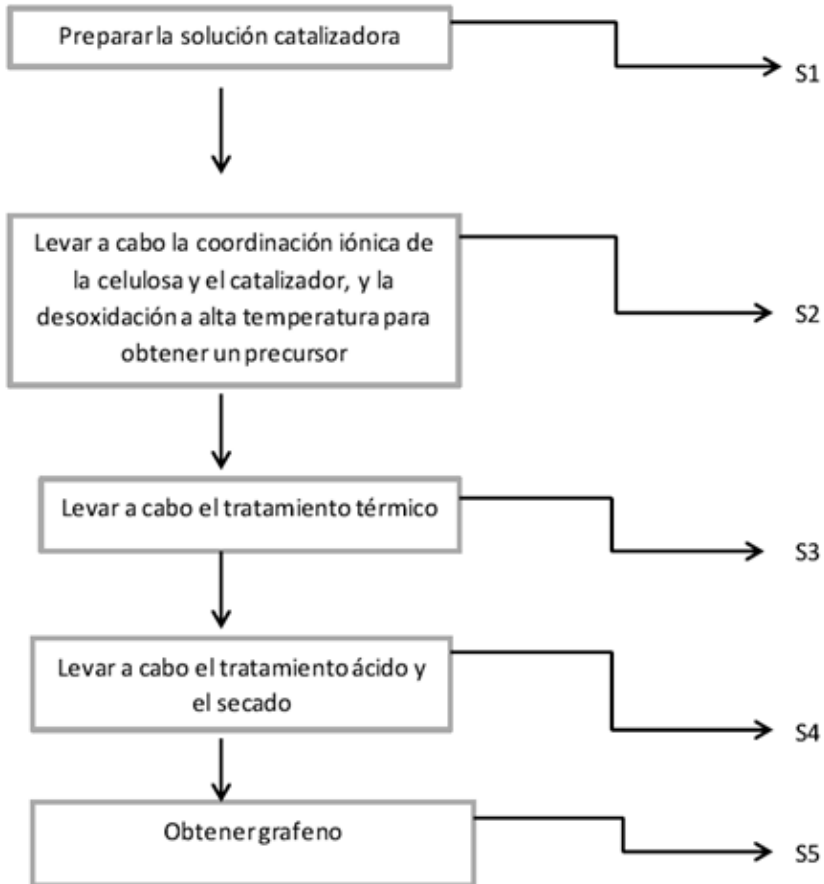 Preparar la solución catalizadora
S1
Levar a cabo la coordinación iónica de
la celulosa y el catalizador, y la
desoxidación a alta temperatura para
obtener un precursor
S2
Levar a cabo el tratamiento térmico
S3
Levar a cabo el tratamiento ácido y
el secado
S4
Obtener grafeno
S5